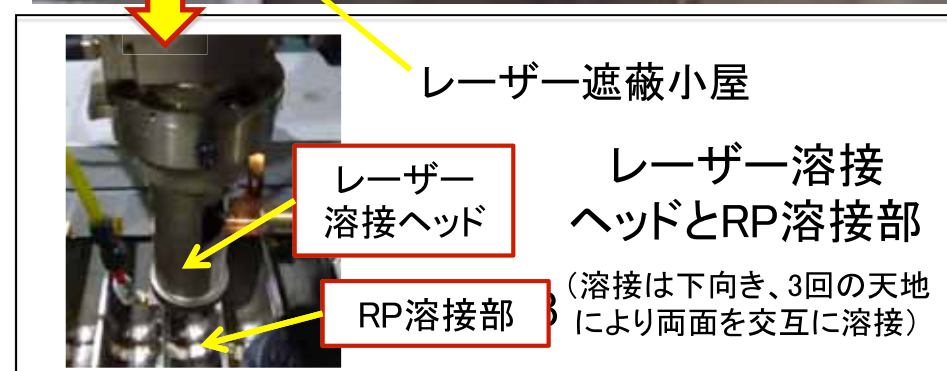 レーザー遮蔽小屋
レーザー
溶接ヘッド
レーザー溶接
ヘッドとRP溶接部
RP溶接部
（溶接は下向き、3回の天地
により両面を交互に溶接）